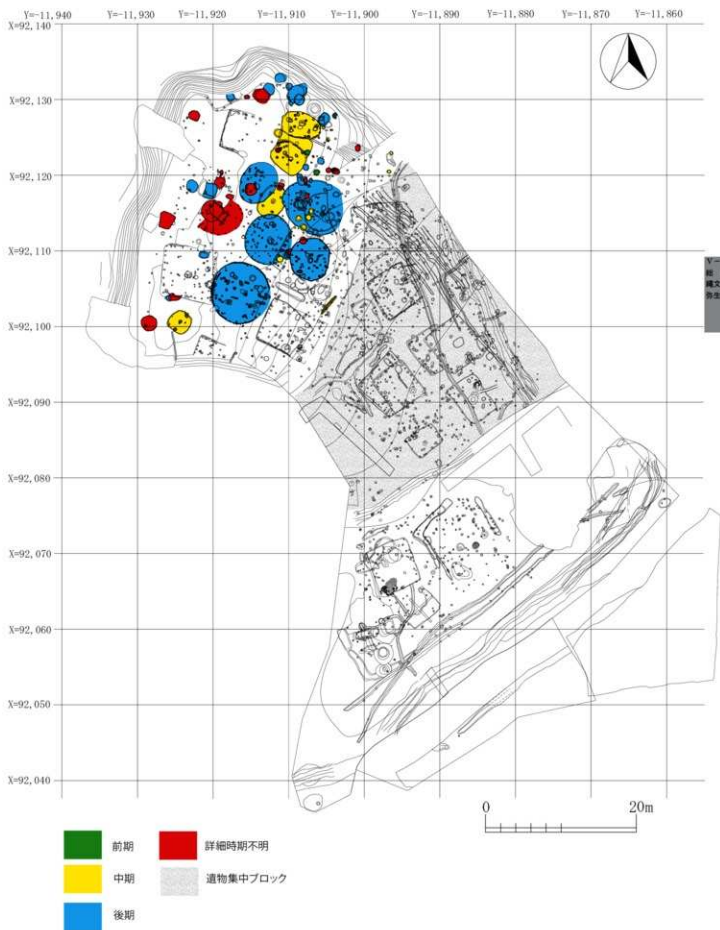 Y=-11,940 Y=-11,930 Y=-11,920 Y=-11,910 Y=-11,900 Y=-11,890 Y=-11,880 Y=-11,870 Y=-11,860
X=92,140
X=92,130
X=92,120
X=92,110
X=92,100
X=92,090
X=92,080
X=92,070
X=92,060
X=92,050
X=92,040
V－
縄文
弥生
0 20m
前期 詳細時期不明
中期 遺物集中ブロック
後期